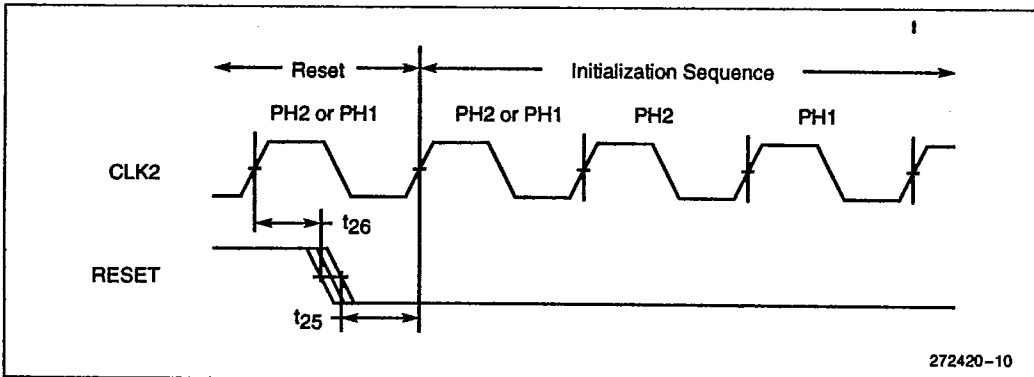 Reset
Initialization Sequence
PH2 or PH1
PH2 or PH1
PH2
PH1
CLK2
t26
RESET
t25
272420-10